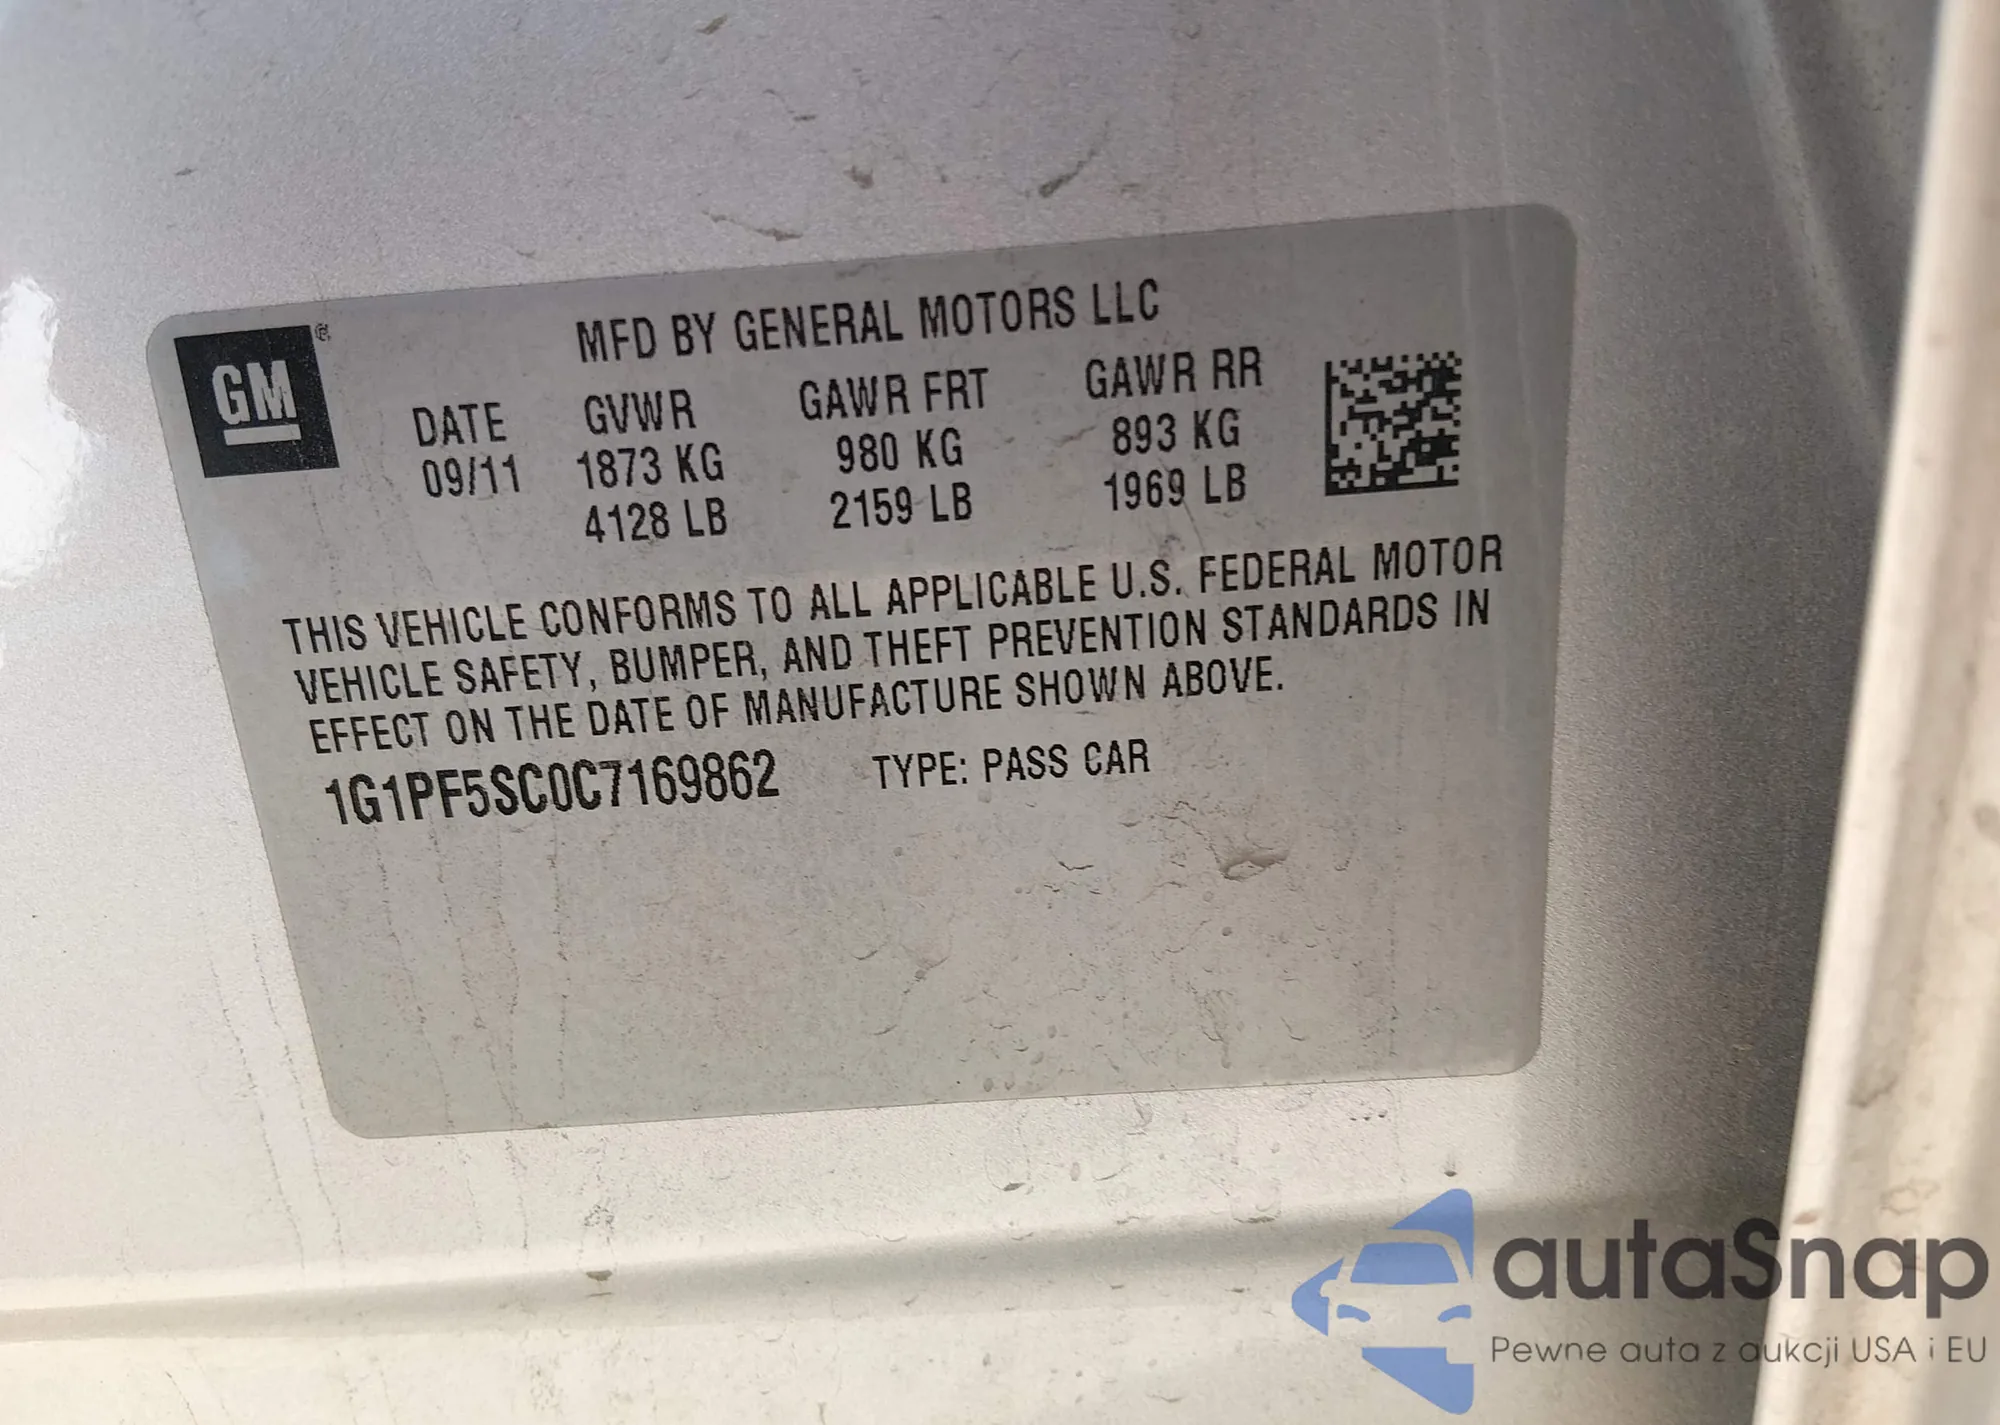 GM ®
MFD BY GENERAL MOTORS LLC
DATE GVWR GAWR FRT GAWR RR
09/11 1873 KG 980 KG 893 KG
4128 LB 2159 LB 1969 LB
THIS VEHICLE CONFORMS TO ALL APPLICABLE U.S. FEDERAL MOTOR
VEHICLE SAFETY, BUMPER, AND THEFT PREVENTION STANDARDS IN
EFFECT ON THE DATE OF MANUFACTURE SHOWN ABOVE.
1G1PF5SC0C7169862 TYPE: PASS CAR
autaSnap
Pewne auta z aukcji USA i EU